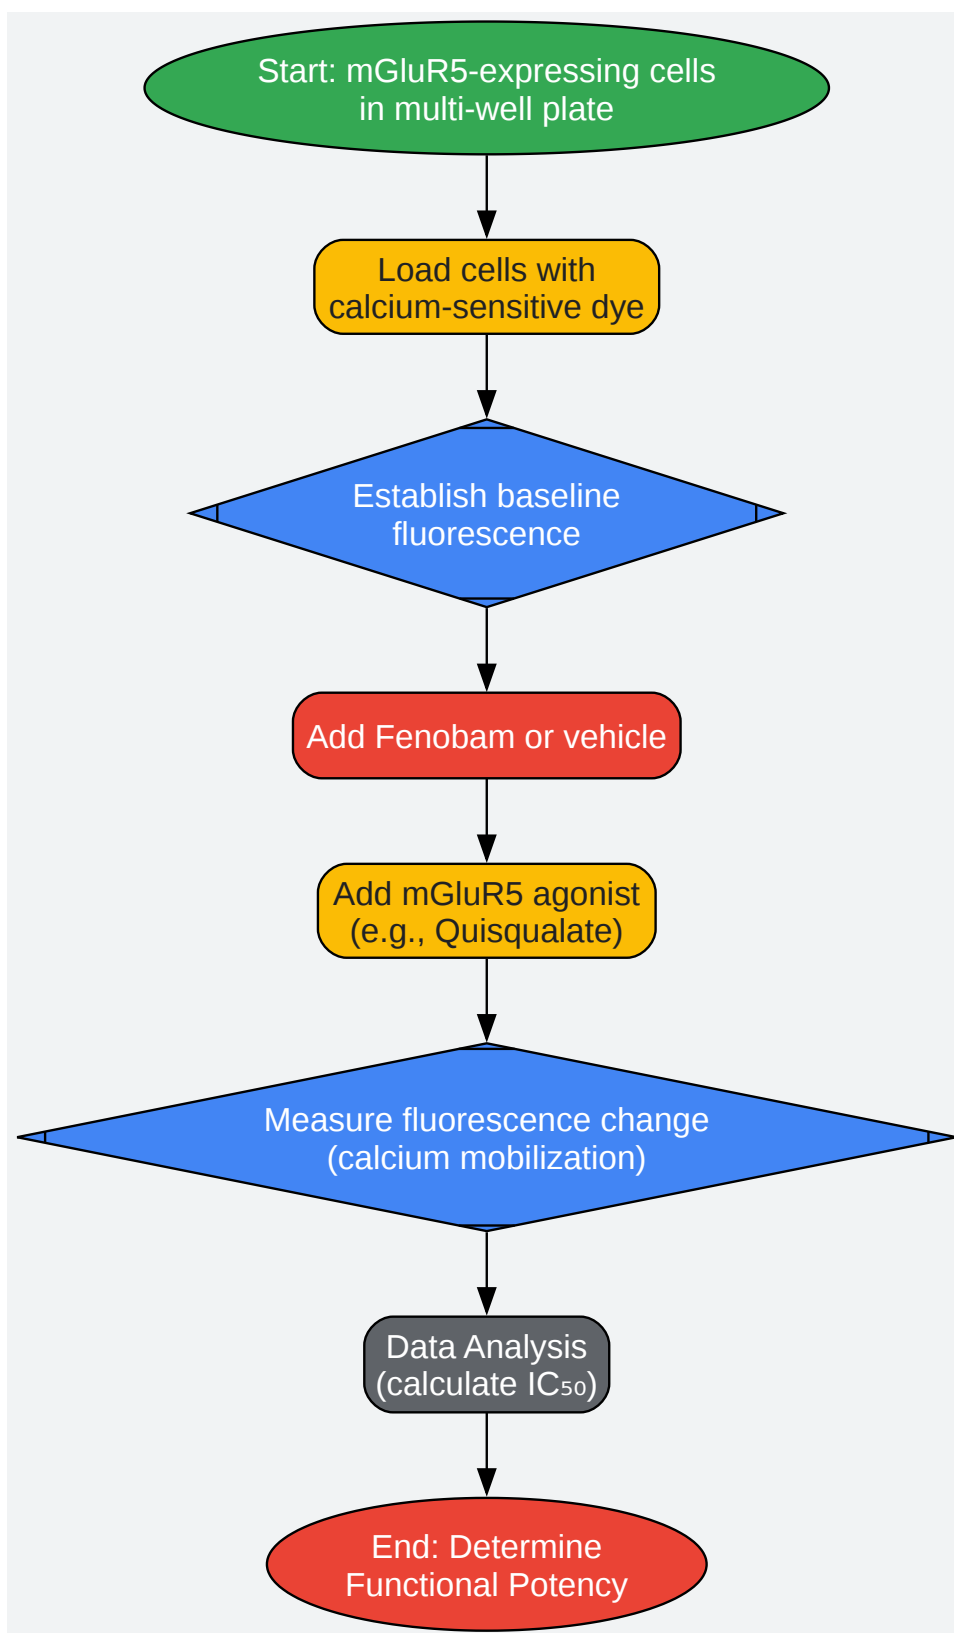 Start: mGluR5-expressing cells
in multi-well plate
Load cells with
calcium-sensitive dye
Establish baseline
fluorescence
Add Fenobam or vehicle
Add mGluR5 agonist
(e.g., Quisqualate)
Measure fluorescence change
(calcium mobilization)
Data Analysis
(calculate IC₅₀)
End: Determine
Functional Potency